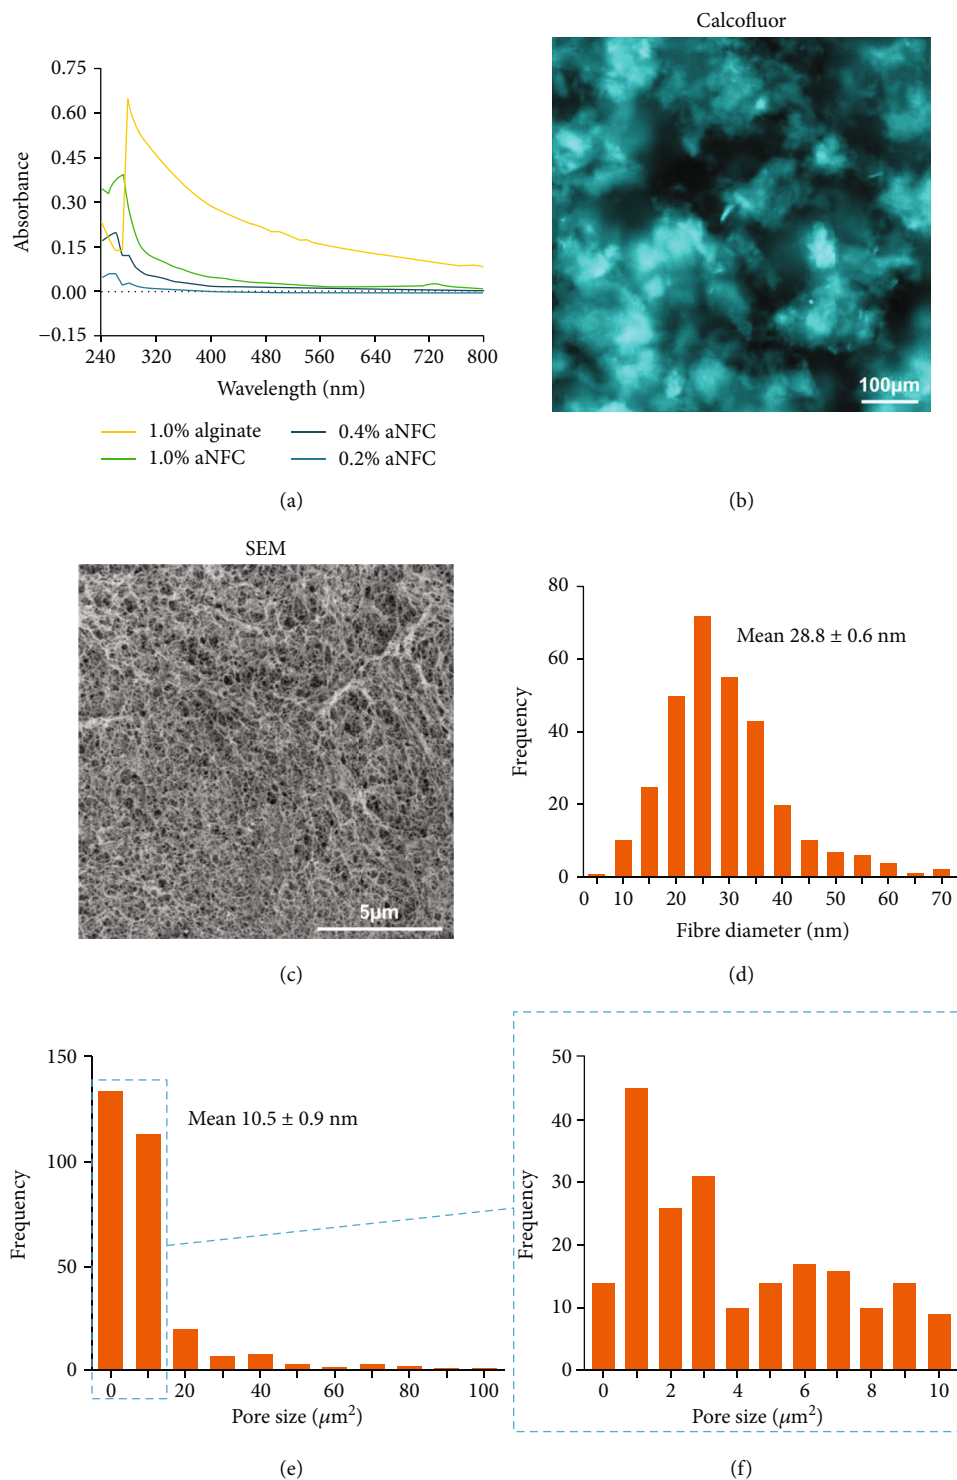 Calcofluor
0.75
0.60
0.45
0.30
0.15
0.00
−0.15
Absorbance
240 320 400 480 560 640 720 800
Wavelength (nm)
1.0% alginate
0.4% aNFC
1.0% aNFC
0.2% aNFC
100μm
(a)
(b)
SEM
5μm
80
60
40
20
0
Frequency
Mean 28.8 ± 0.6 nm
0 10 20 30 40 50 60 70
Fibre diameter (nm)
(c)
(d)
150
100
50
0
Frequency
Mean 10.5 ± 0.9 nm
0 20 40 60 80 100
Pore size (μm²)
50
40
30
20
10
0
Frequency
0 2 4 6 8 10
Pore size (μm²)
(e)
(f)